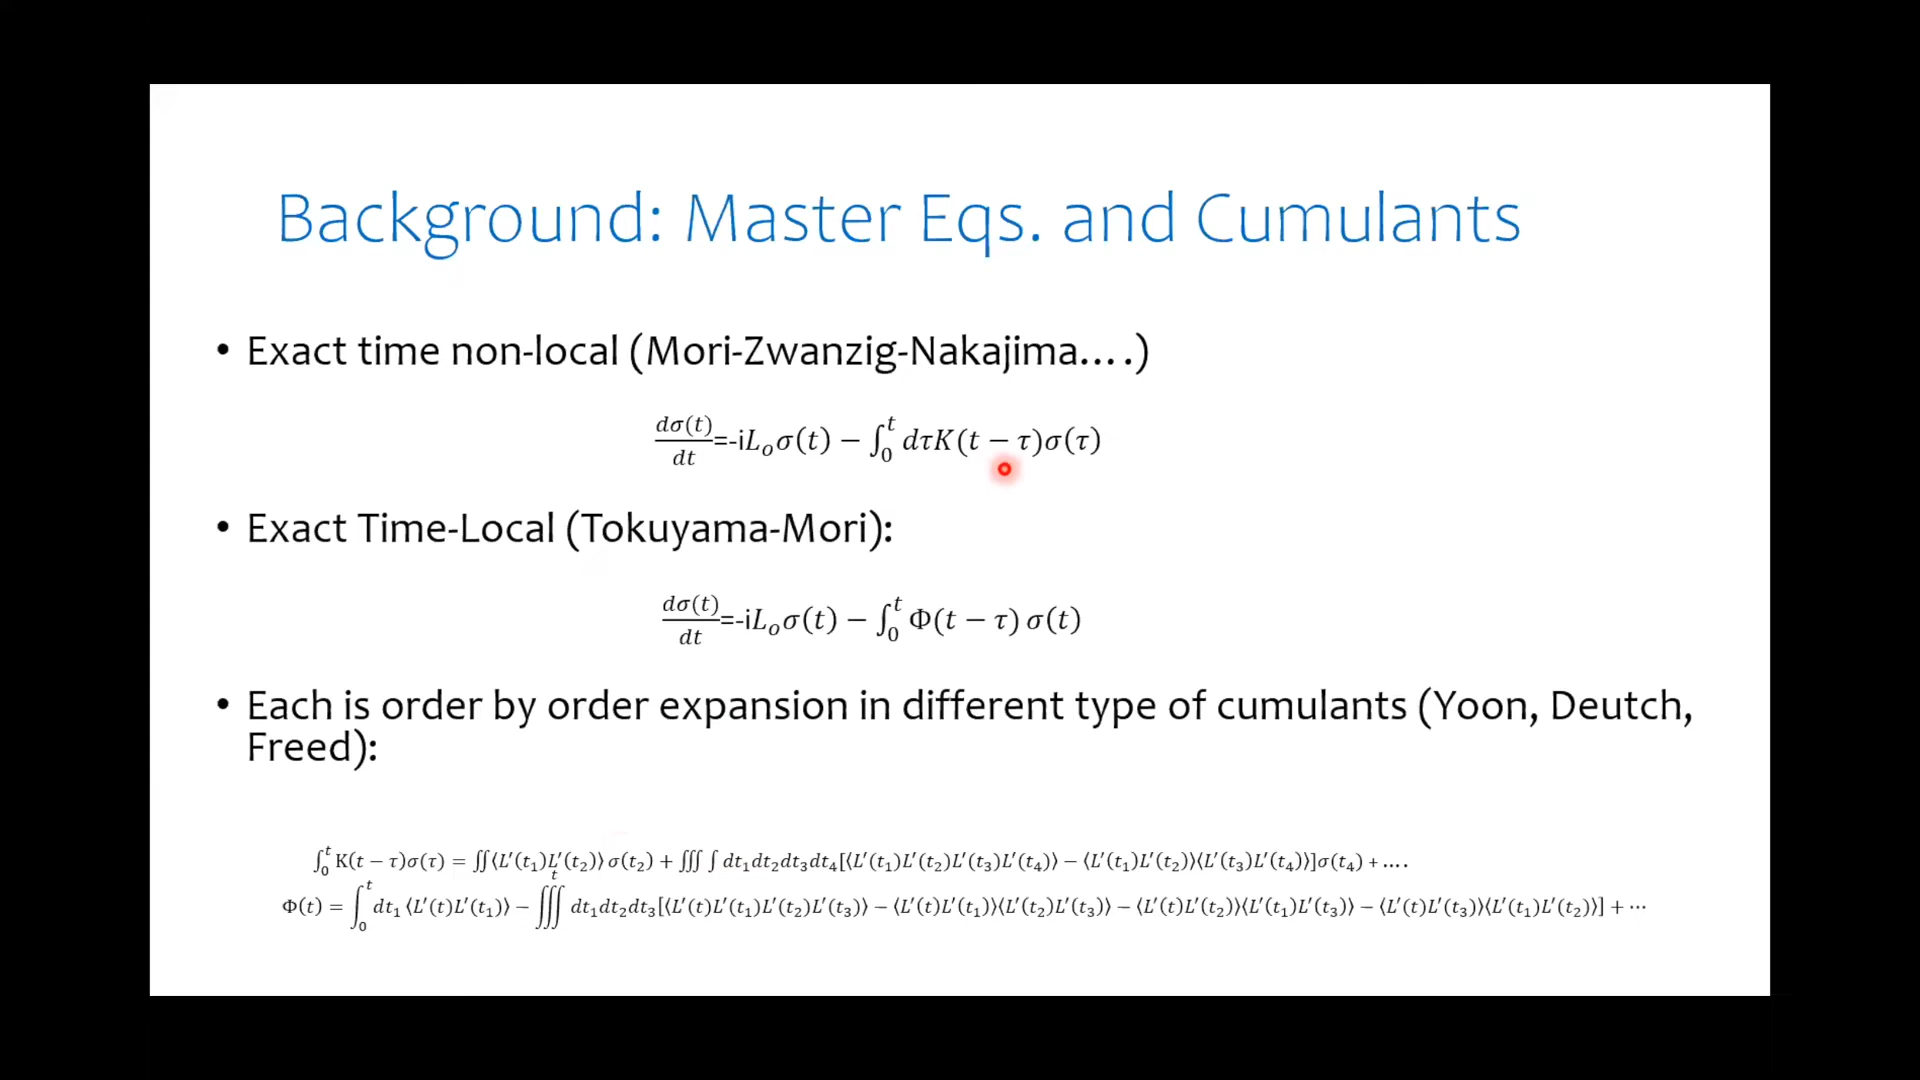 Background: Master Eqs. and Cumulants
• Exact time non-local (Mori-Zwanzig-Nakajima....)
dσ(t)/dt=-iLₒσ(t) − ∫₀ᵗ dτK(t − τ)σ(τ)
• Exact Time-Local (Tokuyama-Mori):
dσ(t)/dt=-iLₒσ(t) − ∫₀ᵗ Φ(t − τ) σ(t)
• Each is order by order expansion in different type of cumulants (Yoon, Deutch,
Freed):
∫₀ᵗ K(t − τ)σ(τ) = ∬⟨L′(t₁)L′(t₂)⟩ σ(t₂) + ∭ ∫ dt₁dt₂dt₃dt₄[⟨L′(t₁)L′(t₂)L′(t₃)L′(t₄)⟩ − ⟨L′(t₁)L′(t₂)⟩⟨L′(t₃)L′(t₄)⟩]σ(t₄) + ....
Φ(t) = ∫₀ᵗ dt₁ ⟨L′(t)L′(t₁)⟩ − ∭ᵗ dt₁dt₂dt₃[⟨L′(t)L′(t₁)L′(t₂)L′(t₃)⟩ − ⟨L′(t)L′(t₁)⟩⟨L′(t₂)L′(t₃)⟩ − ⟨L′(t)L′(t₂)⟩⟨L′(t₁)L′(t₃)⟩ − ⟨L′(t)L′(t₃)⟩⟨L′(t₁)L′(t₂)⟩] + ⋯